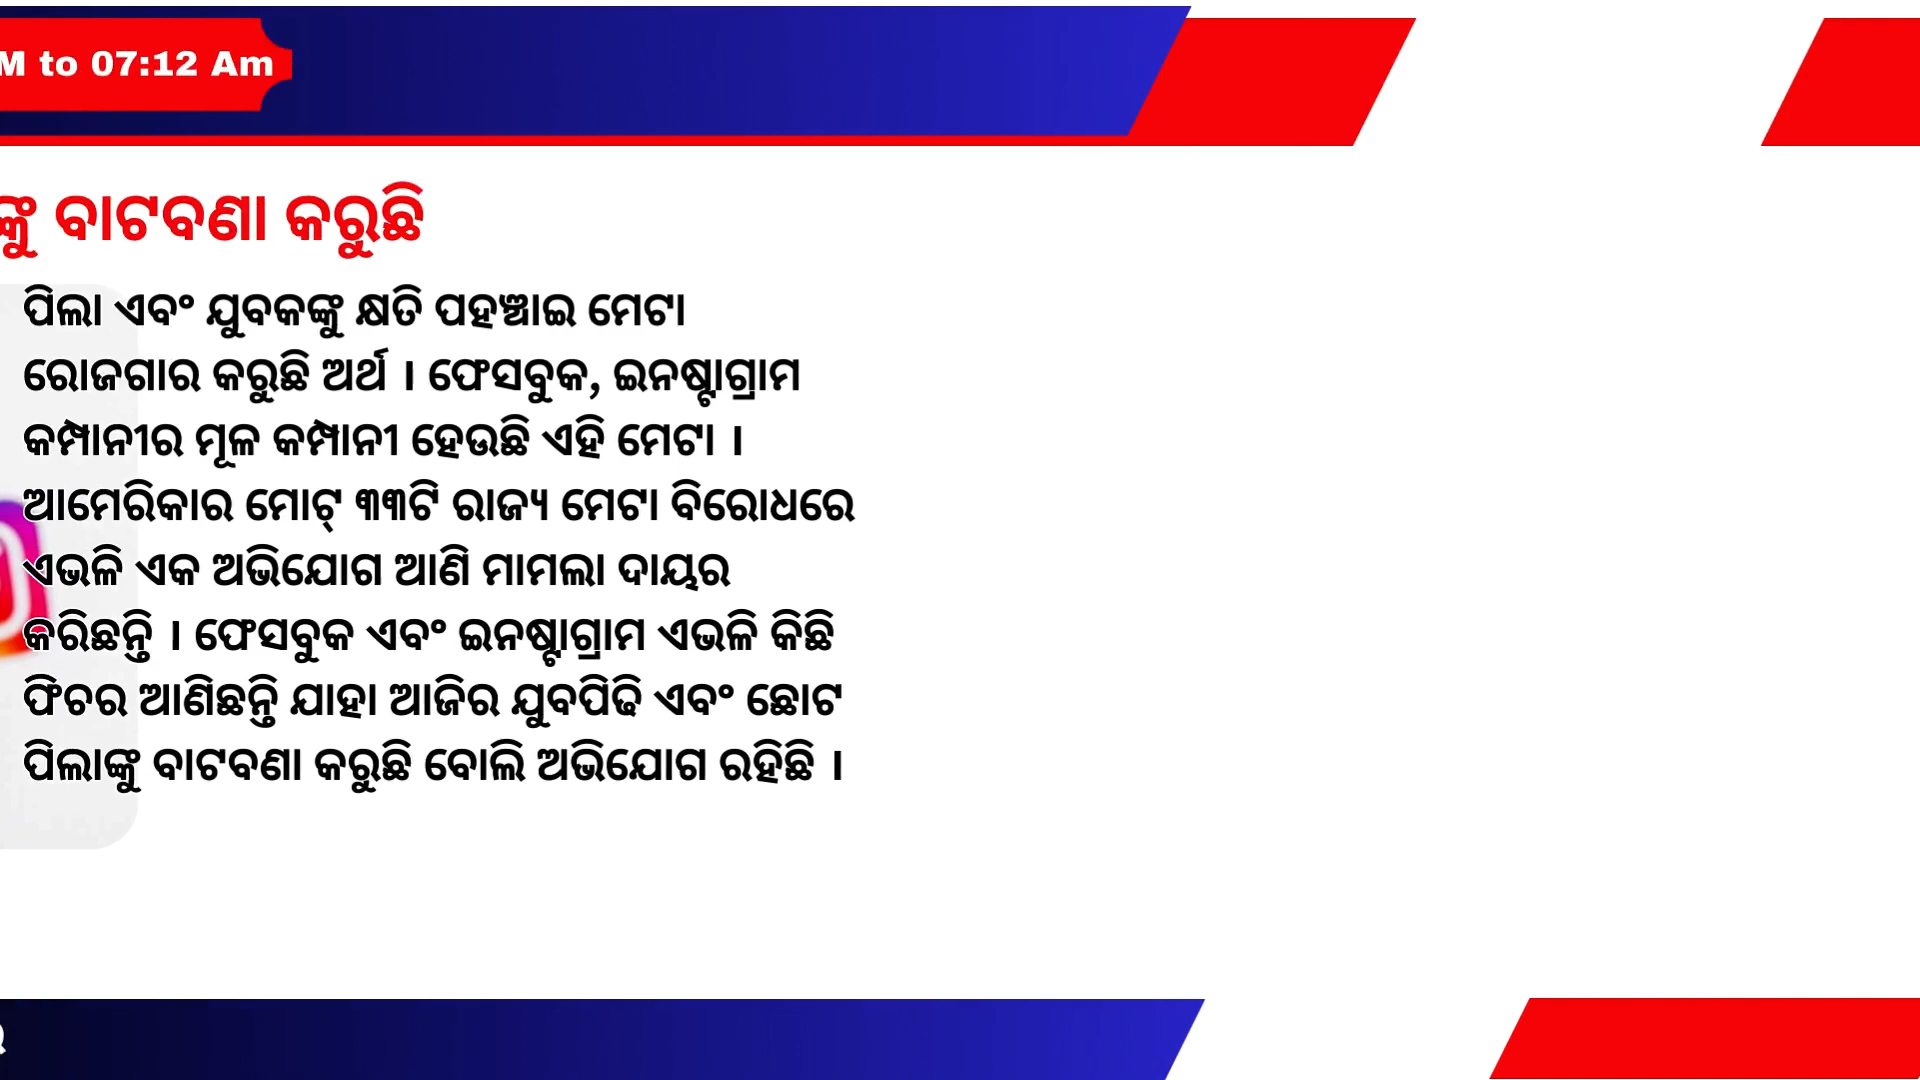 M to 07:12 Am
ଙ୍କୁ ବାଟବଣା କରୁଛି
ପିଲା ଏବଂ ଯୁବକଙ୍କୁ କ୍ଷତି ପହଞ୍ଚାଇ ମେଟା
ରୋଜଗାର କରୁଛି ଅର୍ଥ । ଫେସବୁକ, ଇନଷ୍ଟାଗ୍ରାମ
କମ୍ପାନୀର ମୂଳ କମ୍ପାନୀ ହେଉଛି ଏହି ମେଟା ।
ଆମେରିକାର ମୋଟ୍ ୩୩ଟି ରାଜ୍ୟ ମେଟା ବିରୋଧରେ
ଏଭଳି ଏକ ଅଭିଯୋଗ ଆଣି ମାମଲା ଦାୟର
କରିଛନ୍ତି । ଫେସବୁକ ଏବଂ ଇନଷ୍ଟାଗ୍ରାମ ଏଭଳି କିଛି
ଫିଚର ଆଣିଛନ୍ତି ଯାହା ଆଜିର ଯୁବପିଢି ଏବଂ ଛୋଟ
ପିଲାଙ୍କୁ ବାଟବଣା କରୁଛି ବୋଲି ଅଭିଯୋଗ ରହିଛି ।